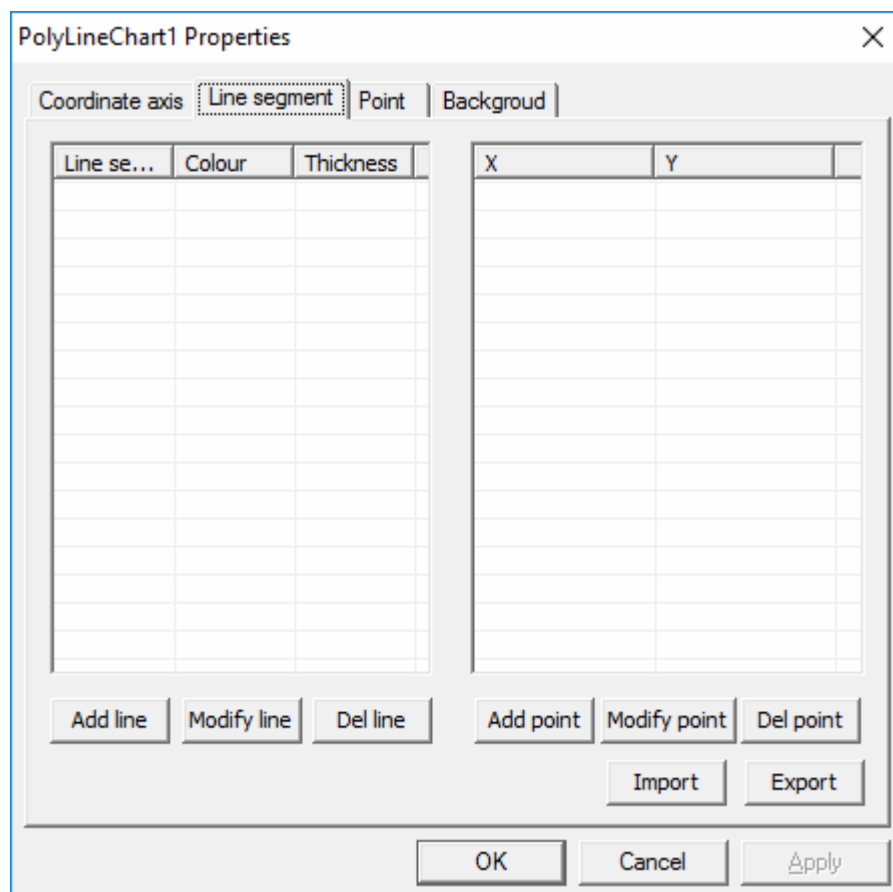 PolyLineChart1 Properties
Coordinate axis Line segment Point Backgroud
Line se... Colour Thickness X Y
Add line Modify line Del line Add point Modify point Del point
Import Export
OK Cancel Apply